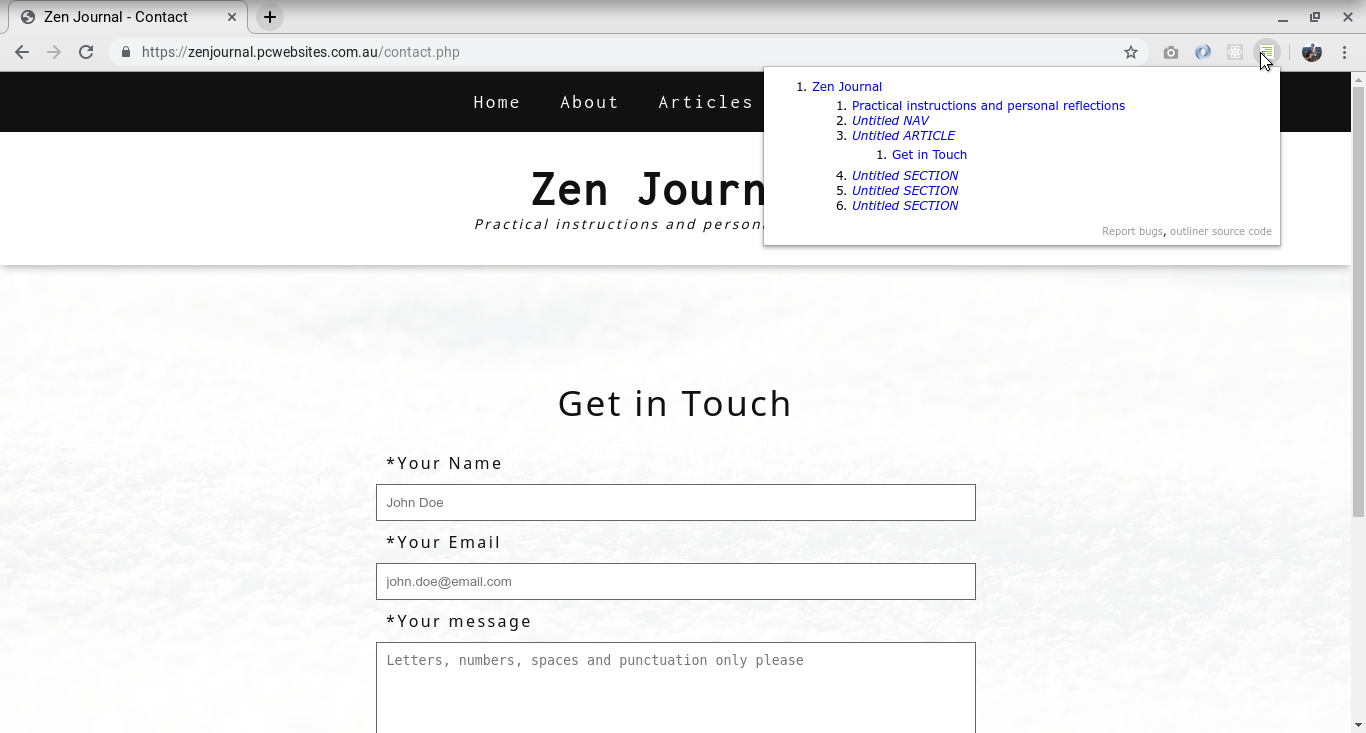 Zen Journal - Contact
https://zenjournal.pcwebsites.com.au/contact.php
Home About Articles
1. Zen Journal
1. Practical instructions and personal reflections
2. Untitled NAV
3. Untitled ARTICLE
1. Get in Touch
4. Untitled SECTION
5. Untitled SECTION
6. Untitled SECTION
Report bugs, outliner source code
Zen Journ
Practical instructions and person
Get in Touch
*Your Name
John Doe
*Your Email
john.doe@email.com
*Your message
Letters, numbers, spaces and punctuation only please